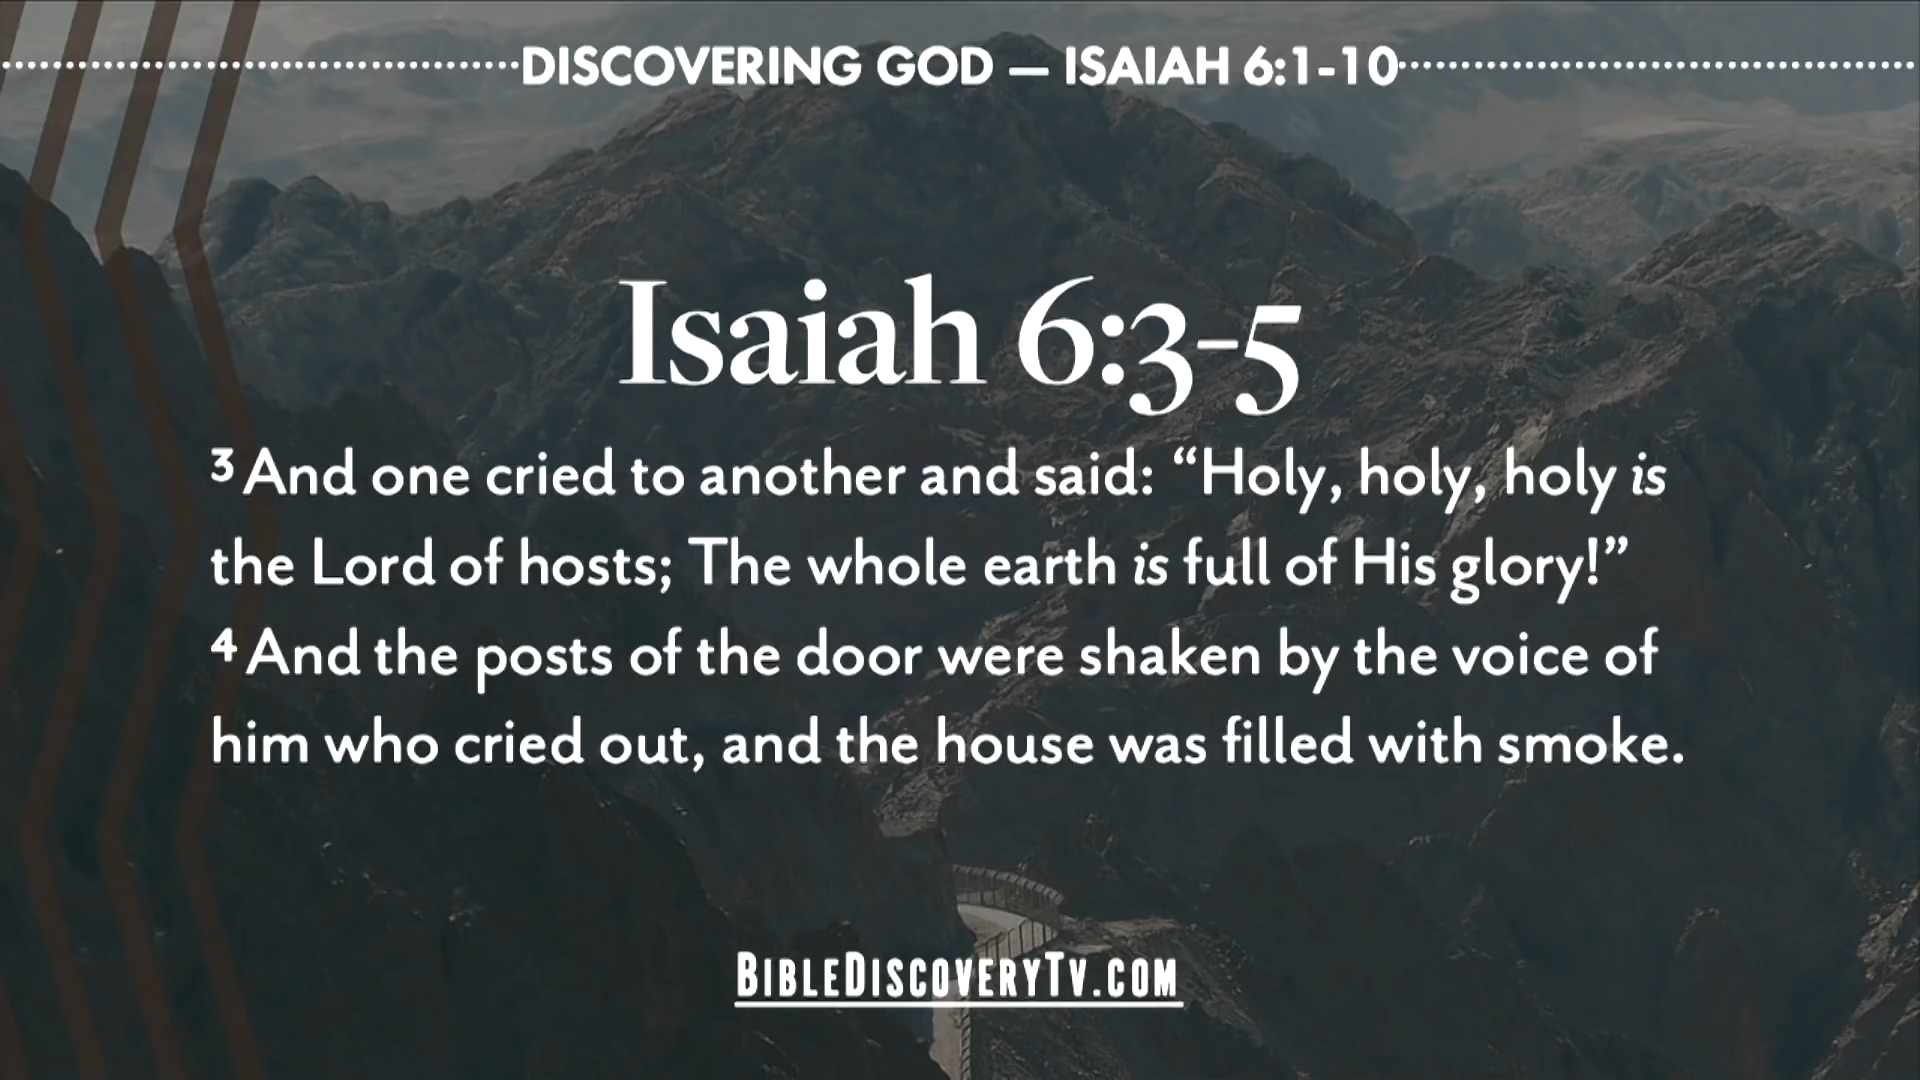 DISCOVERING GOD — ISAIAH 6:1-10
Isaiah 6:3-5
3 And one cried to another and said: “Holy, holy, holy is
the Lord of hosts; The whole earth is full of His glory!”
4 And the posts of the door were shaken by the voice of
him who cried out, and the house was filled with smoke.
BIBLEDISCOVERYTV.COM